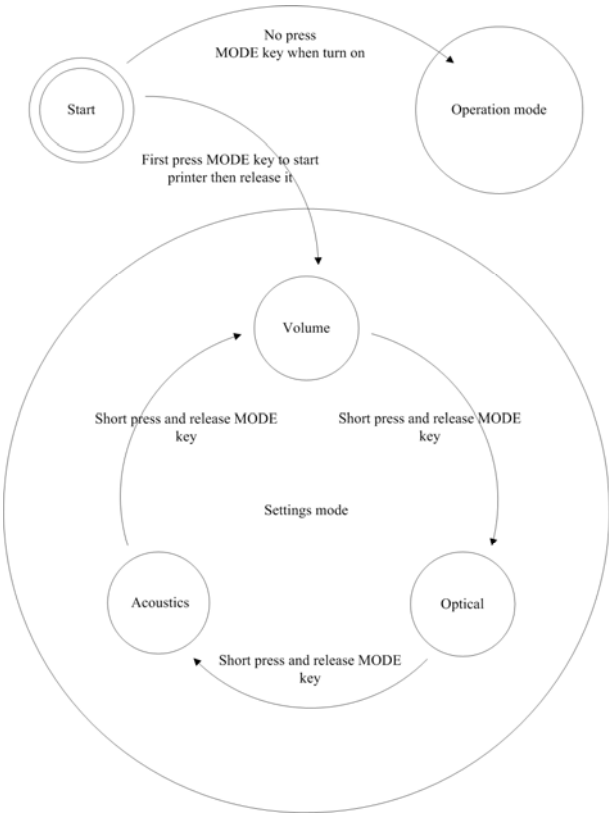 No press
MODE key when turn on
Start
Operation mode
First press MODE key to start
printer then release it
Volume
Short press and release MODE
key
Short press and release MODE
key
Settings mode
Acoustics
Optical
Short press and release MODE
key